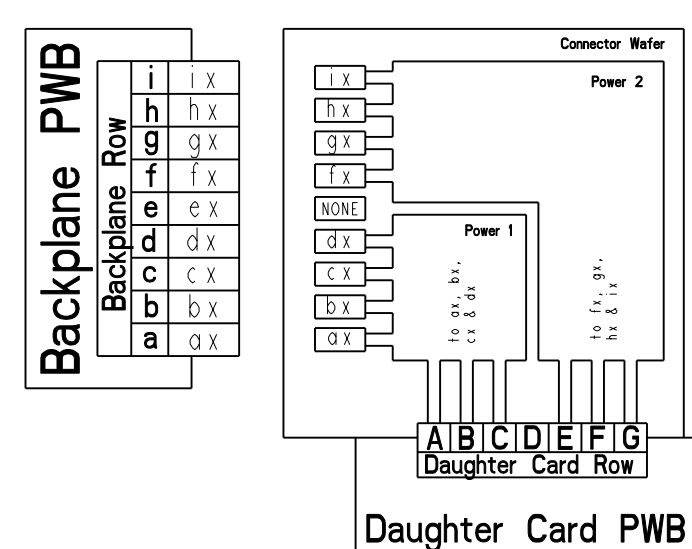 Backplane PWB
Backplane Row
i ix
h hx
g gx
f fx
e ex
d dx
c cx
b bx
a ax
Connector Wafer
Power 2
ix
hx
gx
fx
NONE
dx
cx
bx
ax
Power 1
to ax, bx,
cx & dx
to fx, gx,
hx & ix
A B C D E F G
Daughter Card Row
Daughter Card PWB